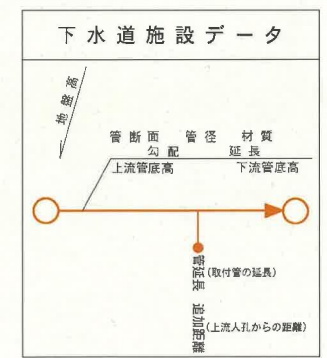 下水道施設データ
地盤高
管断面 管径 材質
勾配 延長
上流管底高 下流管底高
管延長 (取付管の延長)
追加距離 (上流人孔からの距離)